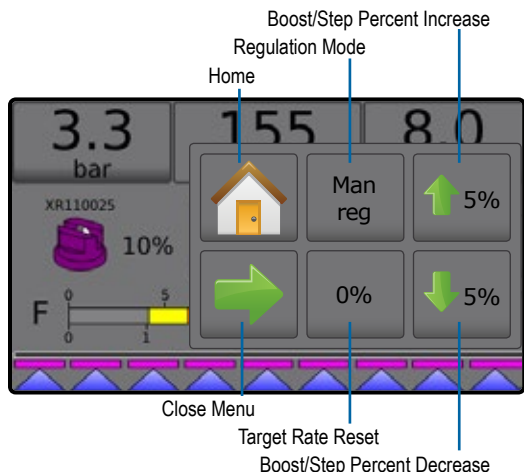 Boost/Step Percent Increase
Regulation Mode
Home
3.3
155
8.0
bar
XR110025
10%
Man
reg
5%
F
0
5
0
1
0%
5%
Close Menu
Target Rate Reset
Boost/Step Percent Decrease